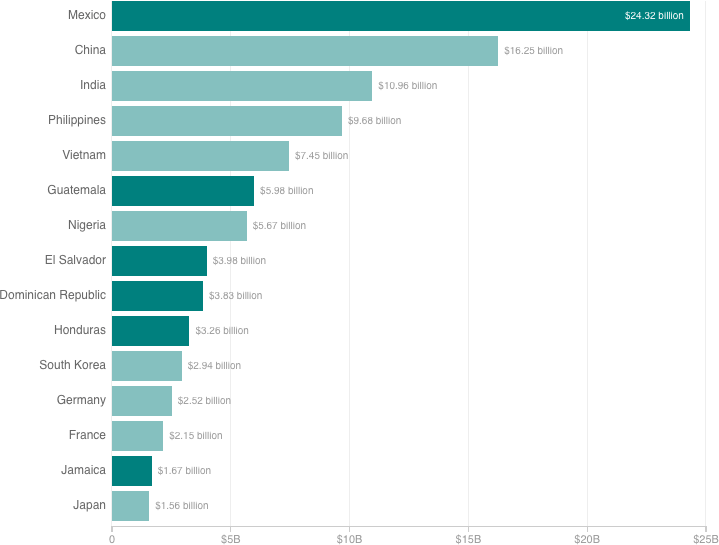 Mexico $24.32 billion
China $16.25 billion
India $10.96 billion
Philippines $9.68 billion
Vietnam $7.45 billion
Guatemala $5.98 billion
Nigeria $5.67 billion
El Salvador $3.98 billion
Dominican Republic $3.83 billion
Honduras $3.26 billion
South Korea $2.94 billion
Germany $2.52 billion
France $2.15 billion
Jamaica $1.67 billion
Japan $1.56 billion
0 $5B $10B $15B $20B $25B